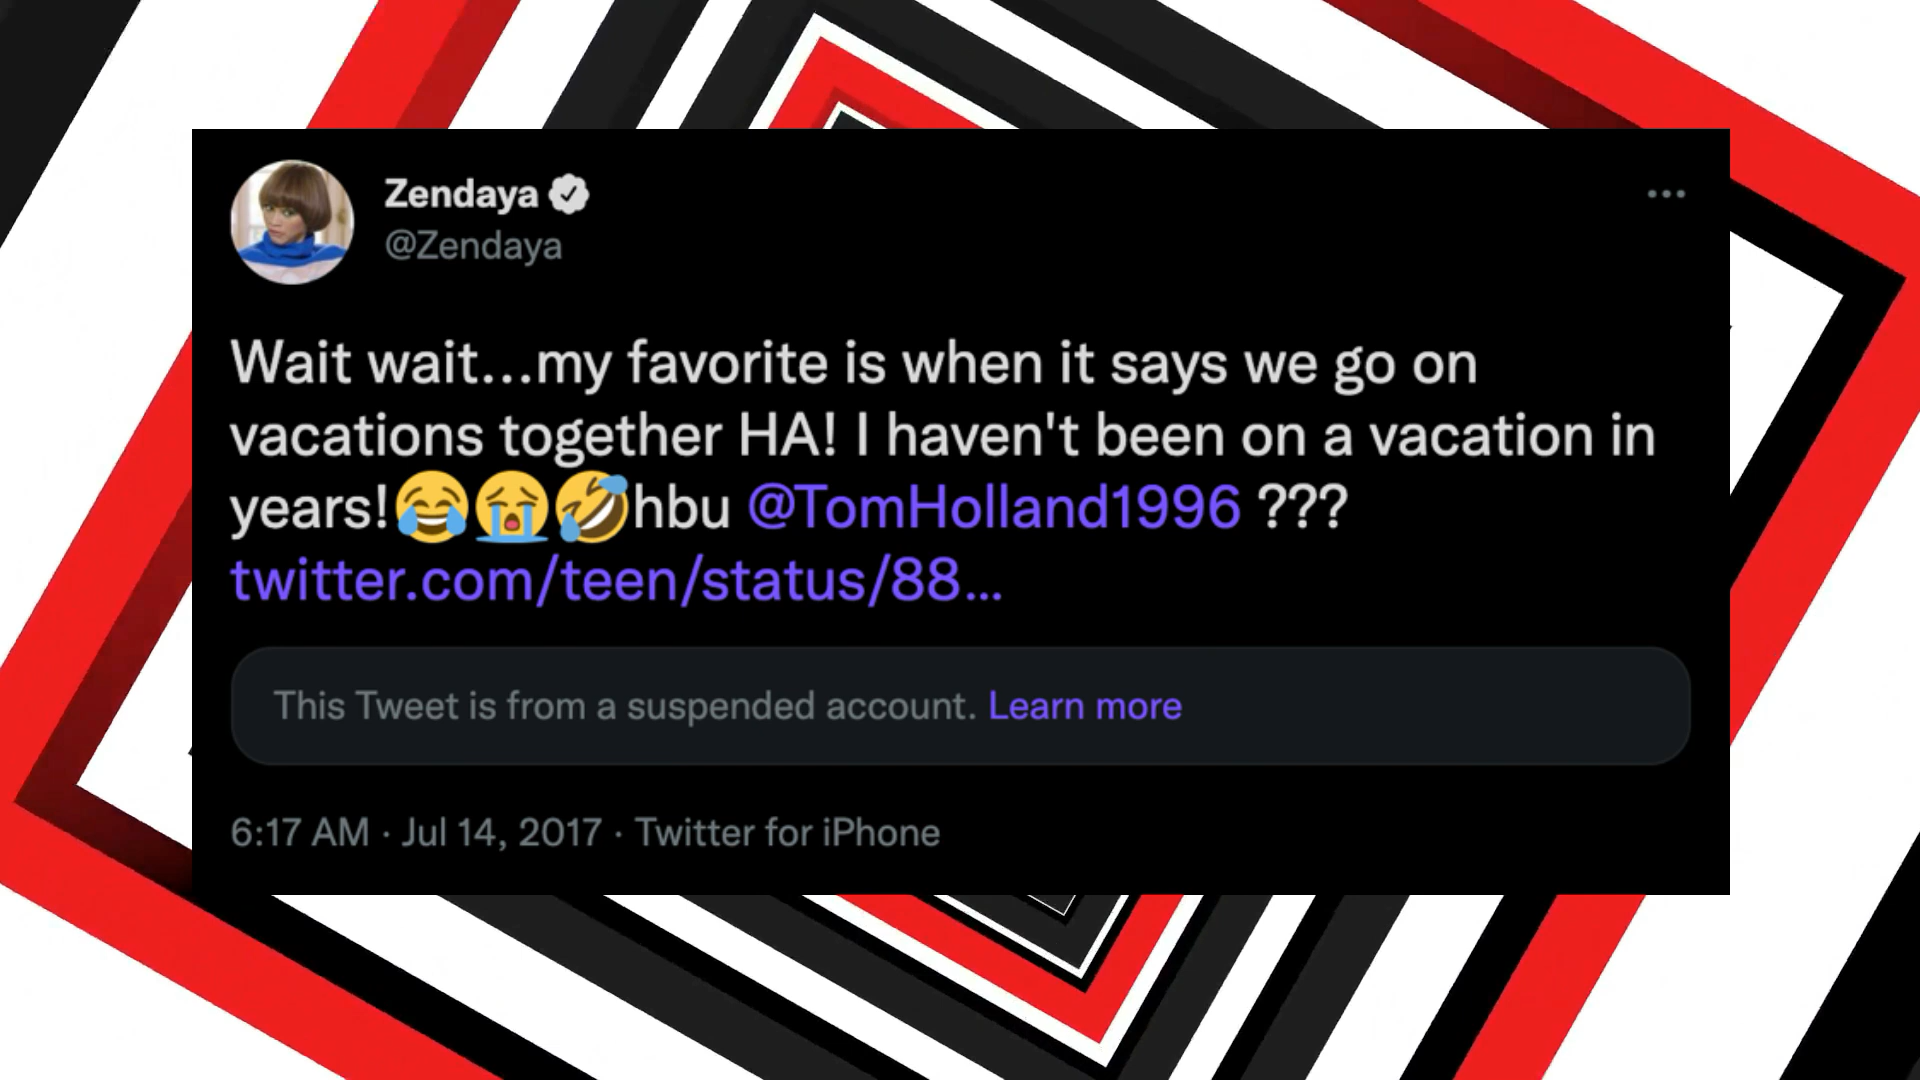 Zendaya
@Zendaya
Wait wait...my favorite is when it says we go on
vacations together HA! I haven't been on a vacation in
years!😂😭🤣hbu @TomHolland1996 ???
twitter.com/teen/status/88...
This Tweet is from a suspended account. Learn more
6:17 AM · Jul 14, 2017 · Twitter for iPhone